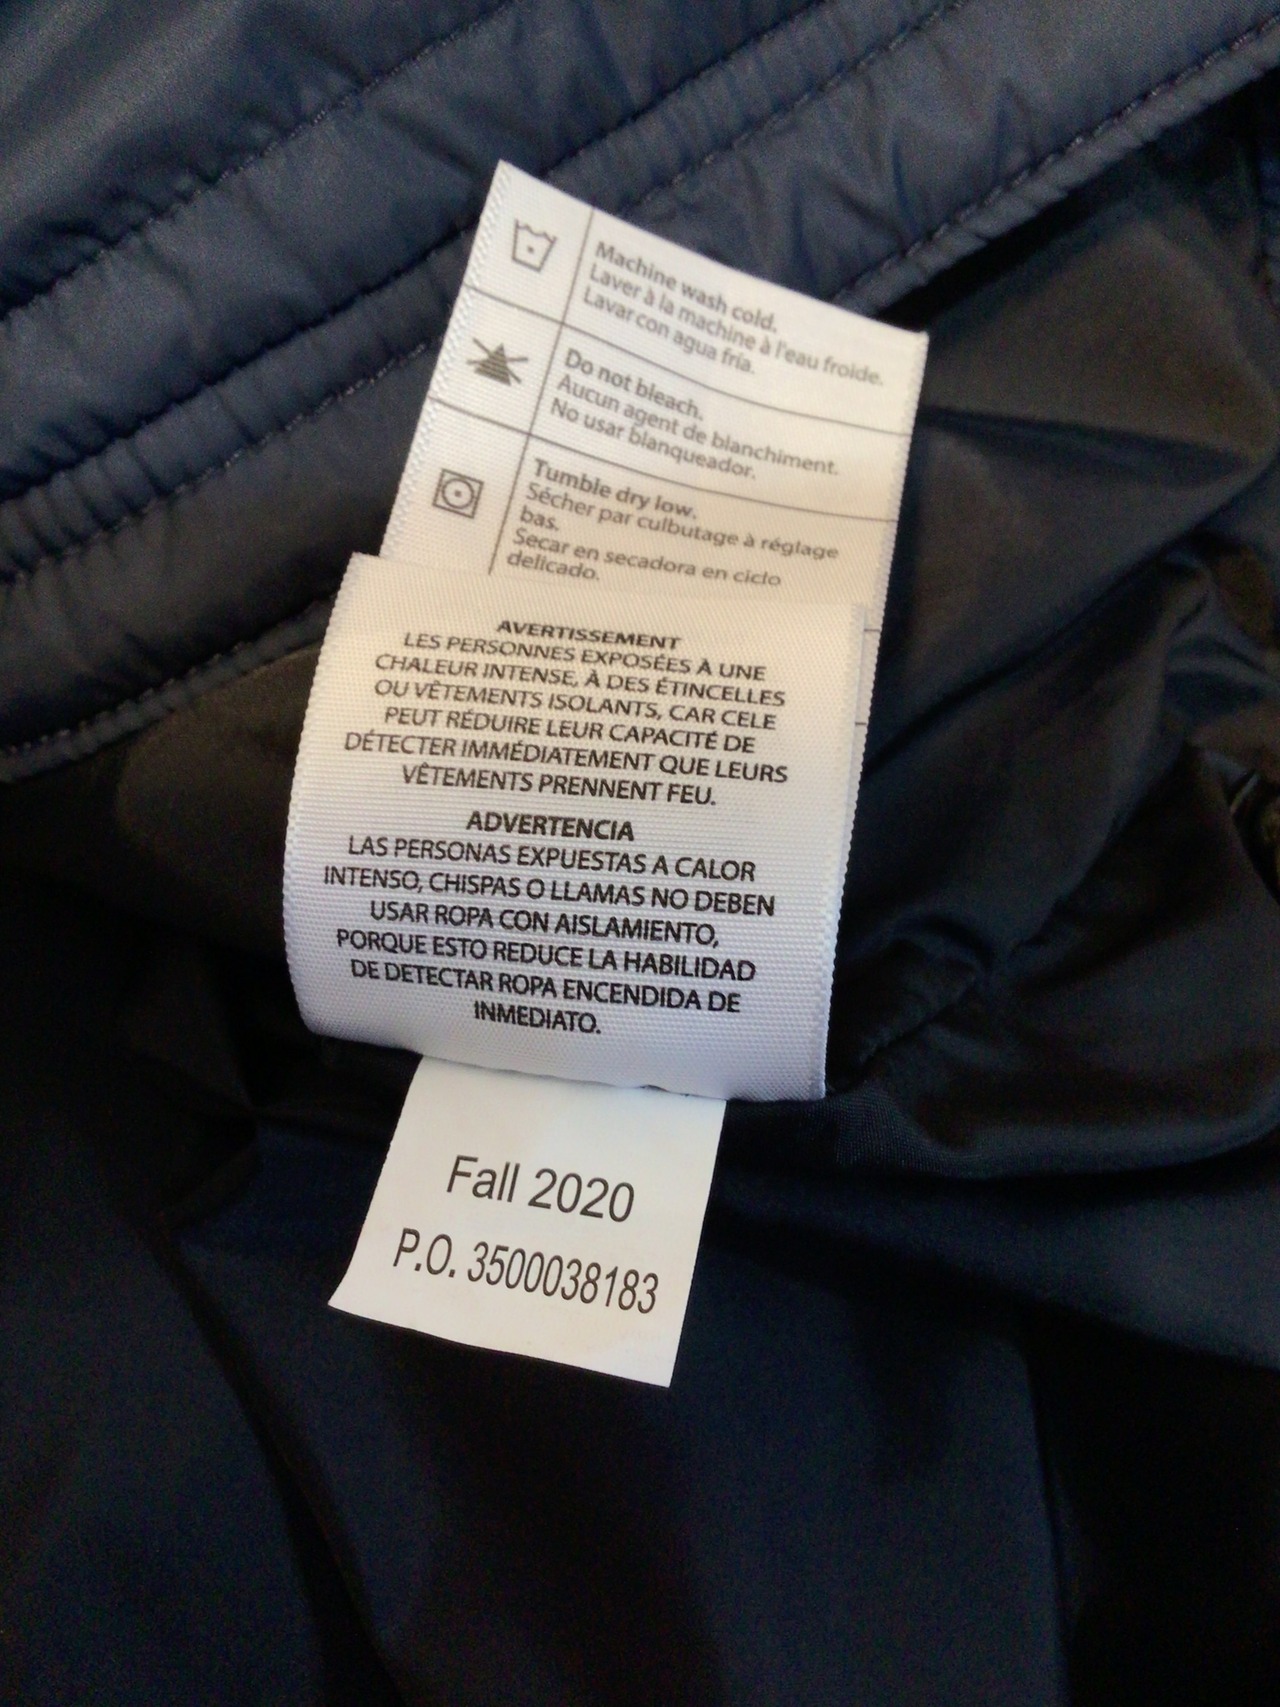 Machine wash cold.
Laver à la machine à l'eau froide.
Lavar con agua fría.
Do not bleach.
Aucun agent de blanchiment.
No usar blanqueador.
Tumble dry low.
Sécher par culbutage à réglage
bas.
Secar en secadora en ciclo
delicado.
AVERTISSEMENT
LES PERSONNES EXPOSÉES À UNE
CHALEUR INTENSE, À DES ÉTINCELLES
OU VÊTEMENTS ISOLANTS, CAR CELE
PEUT RÉDUIRE LEUR CAPACITÉ DE
DÉTECTER IMMÉDIATEMENT QUE LEURS
VÊTEMENTS PRENNENT FEU.
ADVERTENCIA
LAS PERSONAS EXPUESTAS A CALOR
INTENSO, CHISPAS O LLAMAS NO DEBEN
USAR ROPA CON AISLAMIENTO,
PORQUE ESTO REDUCE LA HABILIDAD
DE DETECTAR ROPA ENCENDIDA DE
INMEDIATO.
Fall 2020
P.O. 3500038183